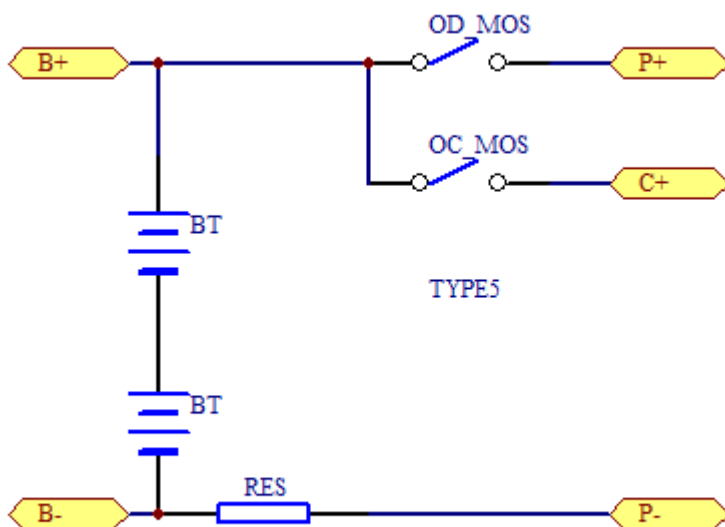 OD_MOS
B+
P+
OC_MOS
C+
BT
TYPE5
BT
RES
B-
P-